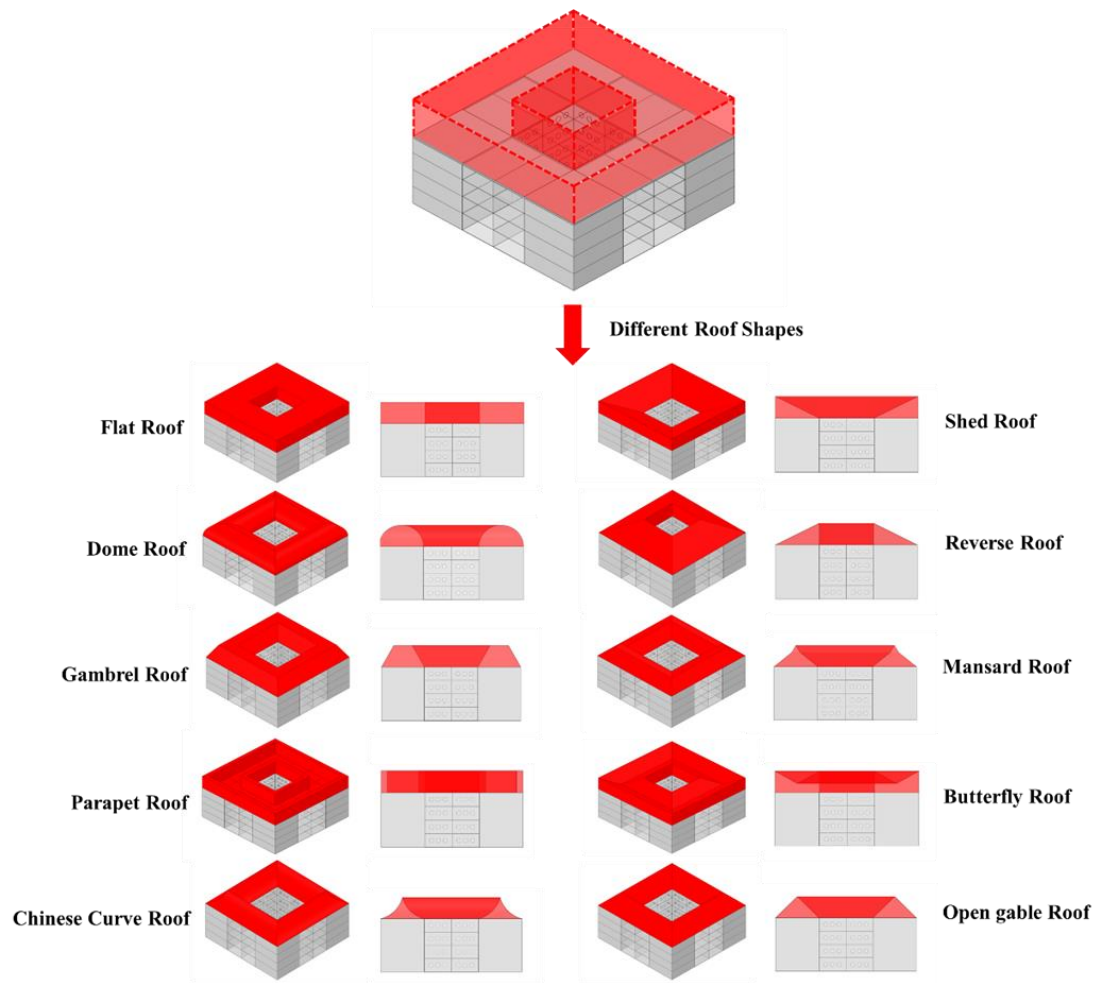 Different Roof Shapes
Flat Roof
Shed Roof
Dome Roof
Reverse Roof
Gambrel Roof
Mansard Roof
Parapet Roof
Butterfly Roof
Chinese Curve Roof
Open gable Roof